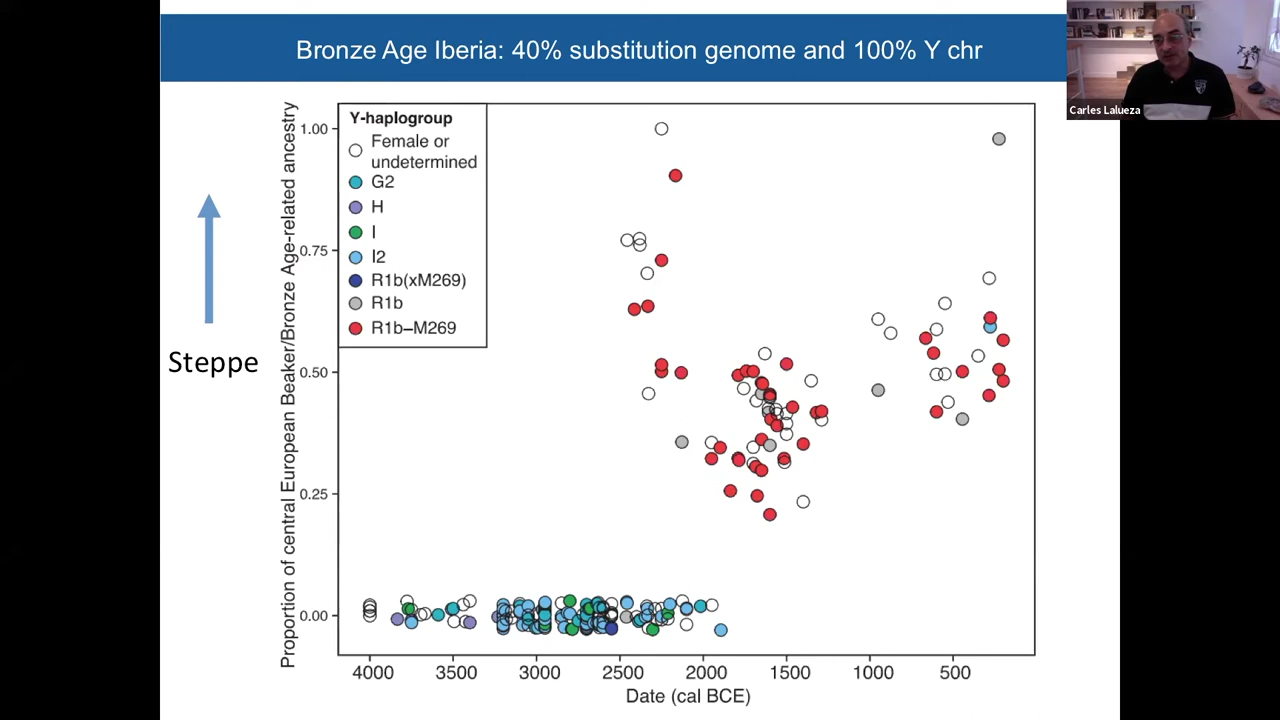 Bronze Age Iberia: 40% substitution genome and 100% Y chr
Carles Lalueza
Steppe
Proportion of central European Beaker/Bronze Age-related ancestry
1.00
0.75
0.50
0.25
0.00
Y-haplogroup
Female or
undetermined
G2
H
I
I2
R1b(xM269)
R1b
R1b–M269
4000 3500 3000 2500 2000 1500 1000 500
Date (cal BCE)